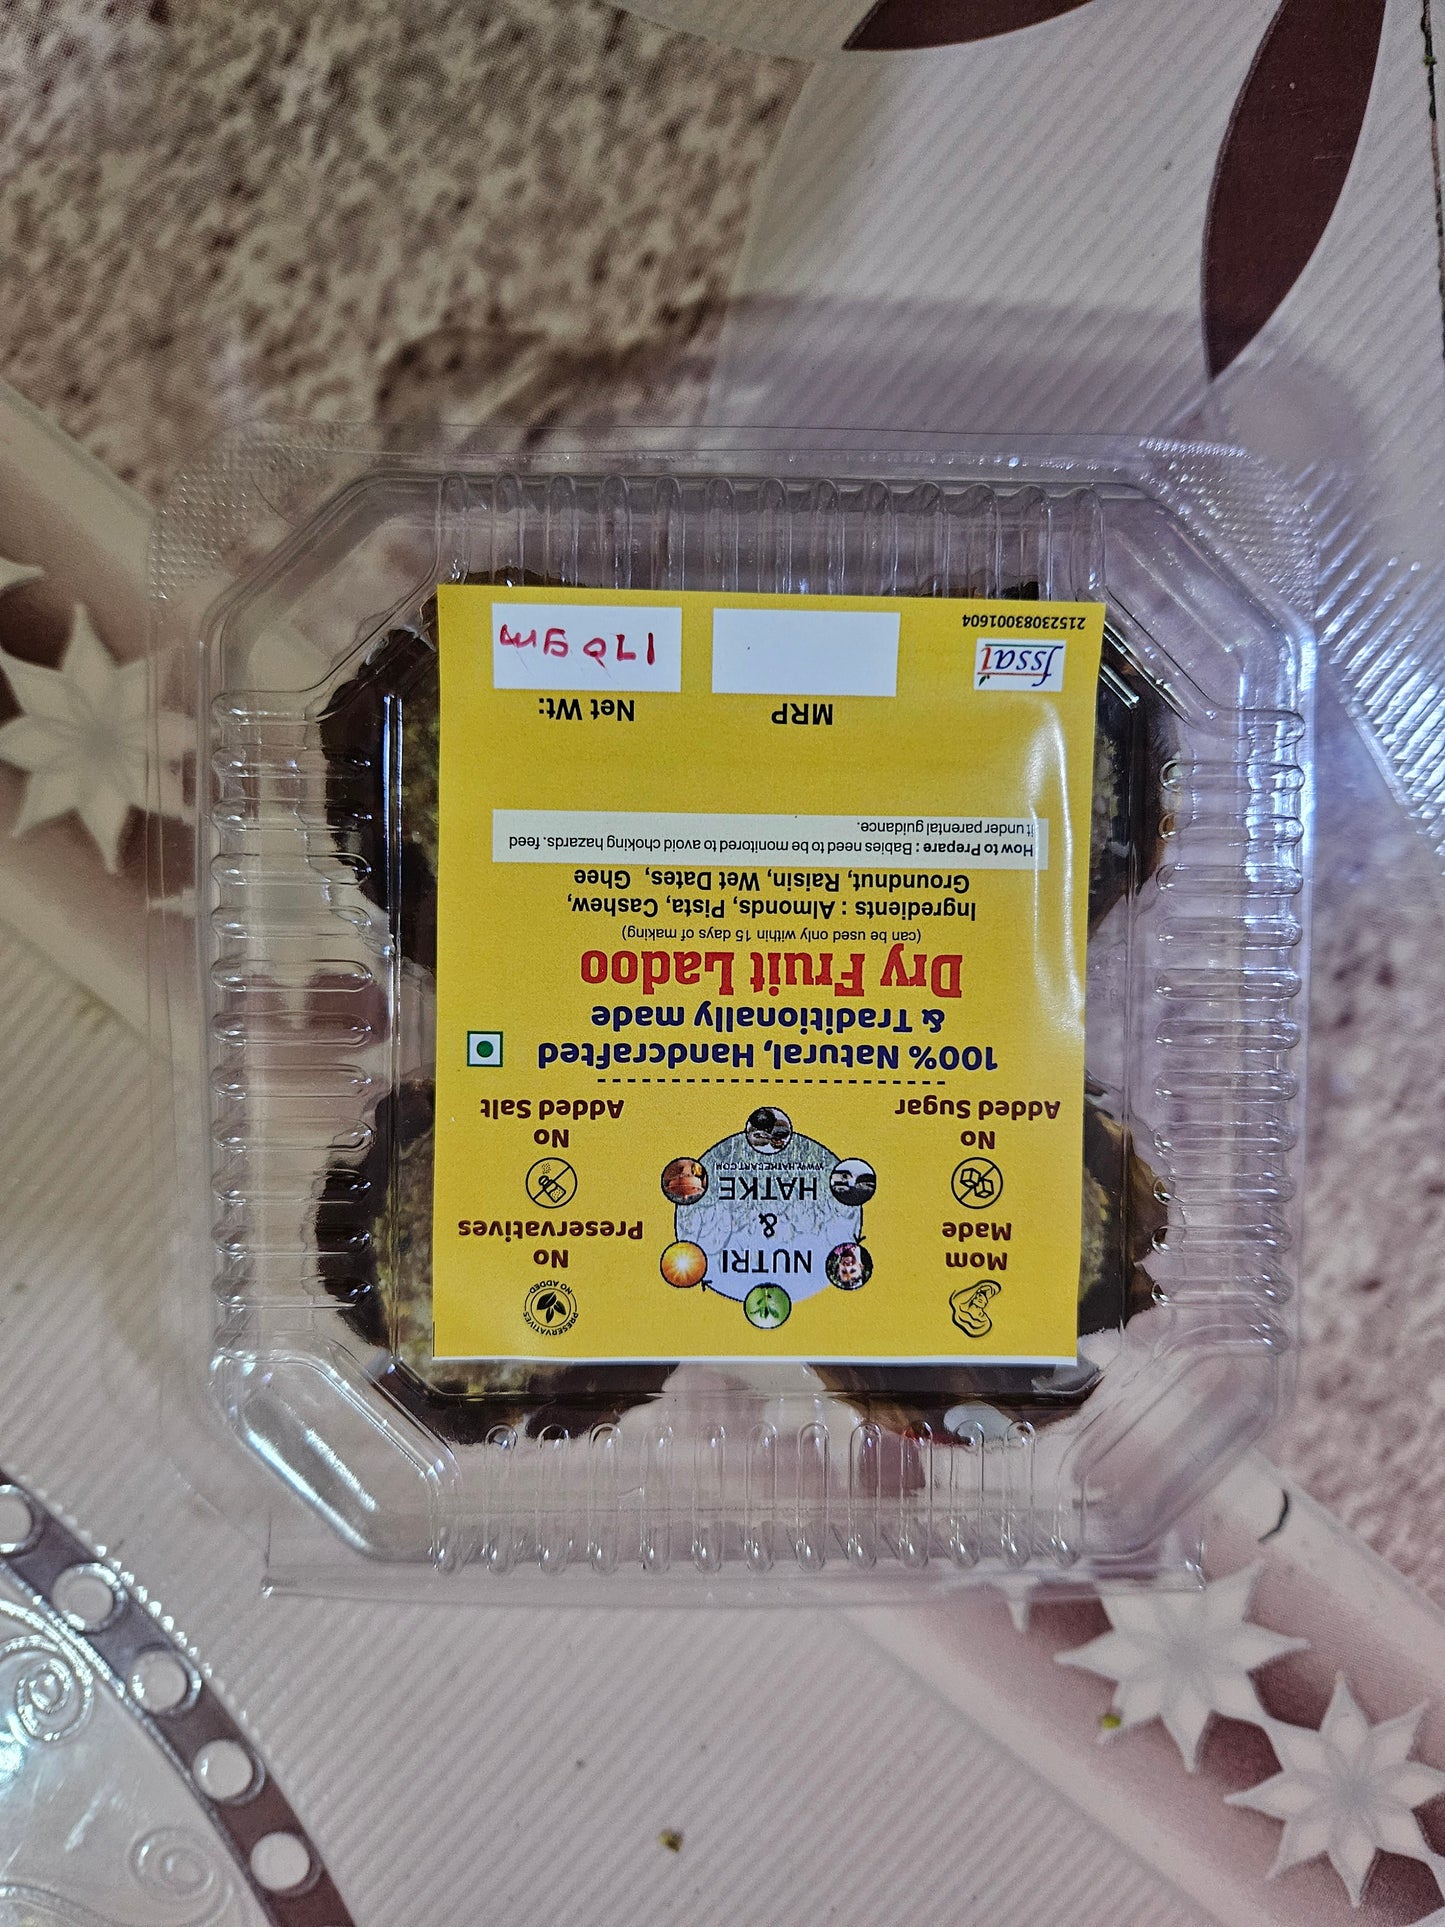 PRESERVATIVES
NO ADDED
Mom
Made
No
Preservatives
NUTRI
&
HATKE
WWW.HATKECART.COM
No
Added Sugar
No
Added Salt
100% Natural, Handcrafted
& Traditionally made
Dry Fruit Ladoo
(can be used only within 15 days of making)
Ingredients : Almonds, Pista, Cashew,
Groundnut, Raisin, Wet Dates, Ghee
How to Prepare : Babies need to be monitored to avoid choking hazards. feed
it under parental guidance.
MRP
Net Wt:
170 gm
fssai
21523083001604